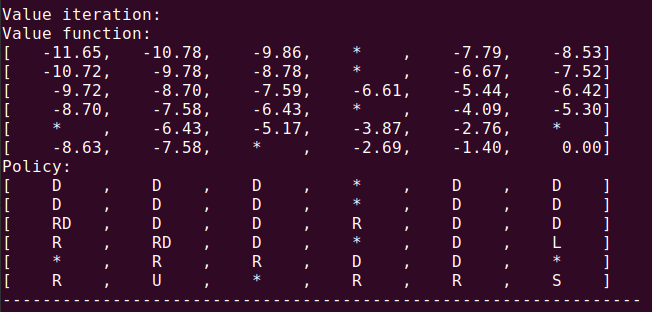 Value iteration:
Value function:
[   -11.65,   -10.78,    -9.86,    *    ,    -7.79,    -8.53]
[   -10.72,    -9.78,    -8.78,    *    ,    -6.67,    -7.52]
[    -9.72,    -8.70,    -7.59,    -6.61,    -5.44,    -6.42]
[    -8.70,    -7.58,    -6.43,    *    ,    -4.09,    -5.30]
[    *    ,    -6.43,    -5.17,    -3.87,    -2.76,    *    ]
[    -8.63,    -7.58,    *    ,    -2.69,    -1.40,     0.00]
Policy:
[    D    ,    D    ,    D    ,    *    ,    D    ,    D    ]
[    D    ,    D    ,    D    ,    *    ,    D    ,    D    ]
[    RD   ,    D    ,    D    ,    R    ,    D    ,    D    ]
[    R    ,    RD   ,    D    ,    *    ,    D    ,    L    ]
[    *    ,    R    ,    R    ,    D    ,    D    ,    *    ]
[    R    ,    U    ,    *    ,    R    ,    R    ,    S    ]
----------------------------------------------------------------